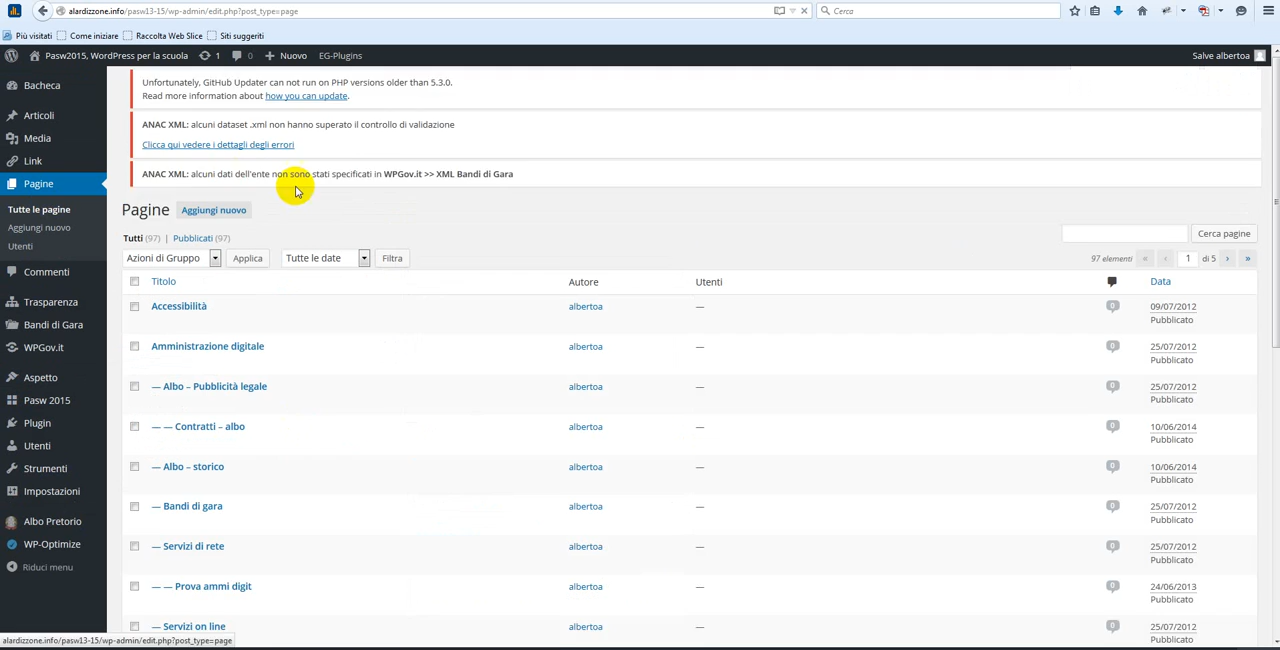 alardizzone.info/pasw13-15/wp-admin/edit.php?post_type=page
Cerca
Più visitati Come iniziare Raccolta Web Slice Siti suggeriti
Pasw2015, WordPress per la scuola 1 0 + Nuovo EG-Plugins Salve albertoa
Bacheca
Articoli
Media
Link
Pagine
Tutte le pagine
Aggiungi nuovo
Utenti
Commenti
Trasparenza
Bandi di Gara
WPGov.it
Aspetto
Pasw 2015
Plugin
Utenti
Strumenti
Impostazioni
Albo Pretorio
WP-Optimize
Riduci menu
Unfortunately, GitHub Updater can not run on PHP versions older than 5.3.0.
Read more information about how you can update.
ANAC XML: alcuni dataset .xml non hanno superato il controllo di validazione
Clicca qui vedere i dettagli degli errori
ANAC XML: alcuni dati dell'ente non sono stati specificati in WPGov.it >> XML Bandi di Gara
Pagine Aggiungi nuovo
Tutti (97) | Pubblicati (97) Cerca pagine
Azioni di Gruppo Applica Tutte le date Filtra 97 elementi « ‹ 1 di 5 › »
Titolo Autore Utenti Data
Accessibilità albertoa — 0 09/07/2012
Pubblicato
Amministrazione digitale albertoa — 0 25/07/2012
Pubblicato
— Albo – Pubblicità legale albertoa — 0 25/07/2012
Pubblicato
— — Contratti – albo albertoa — 0 10/06/2014
Pubblicato
— Albo – storico albertoa — 0 10/06/2014
Pubblicato
— Bandi di gara albertoa — 0 25/07/2012
Pubblicato
— Servizi di rete albertoa — 0 25/07/2012
Pubblicato
— — Prova ammi digit albertoa — 0 24/06/2013
Pubblicato
— Servizi on line albertoa — 0 25/07/2012
Pubblicato
alardizzone.info/pasw13-15/wp-admin/edit.php?post_type=page